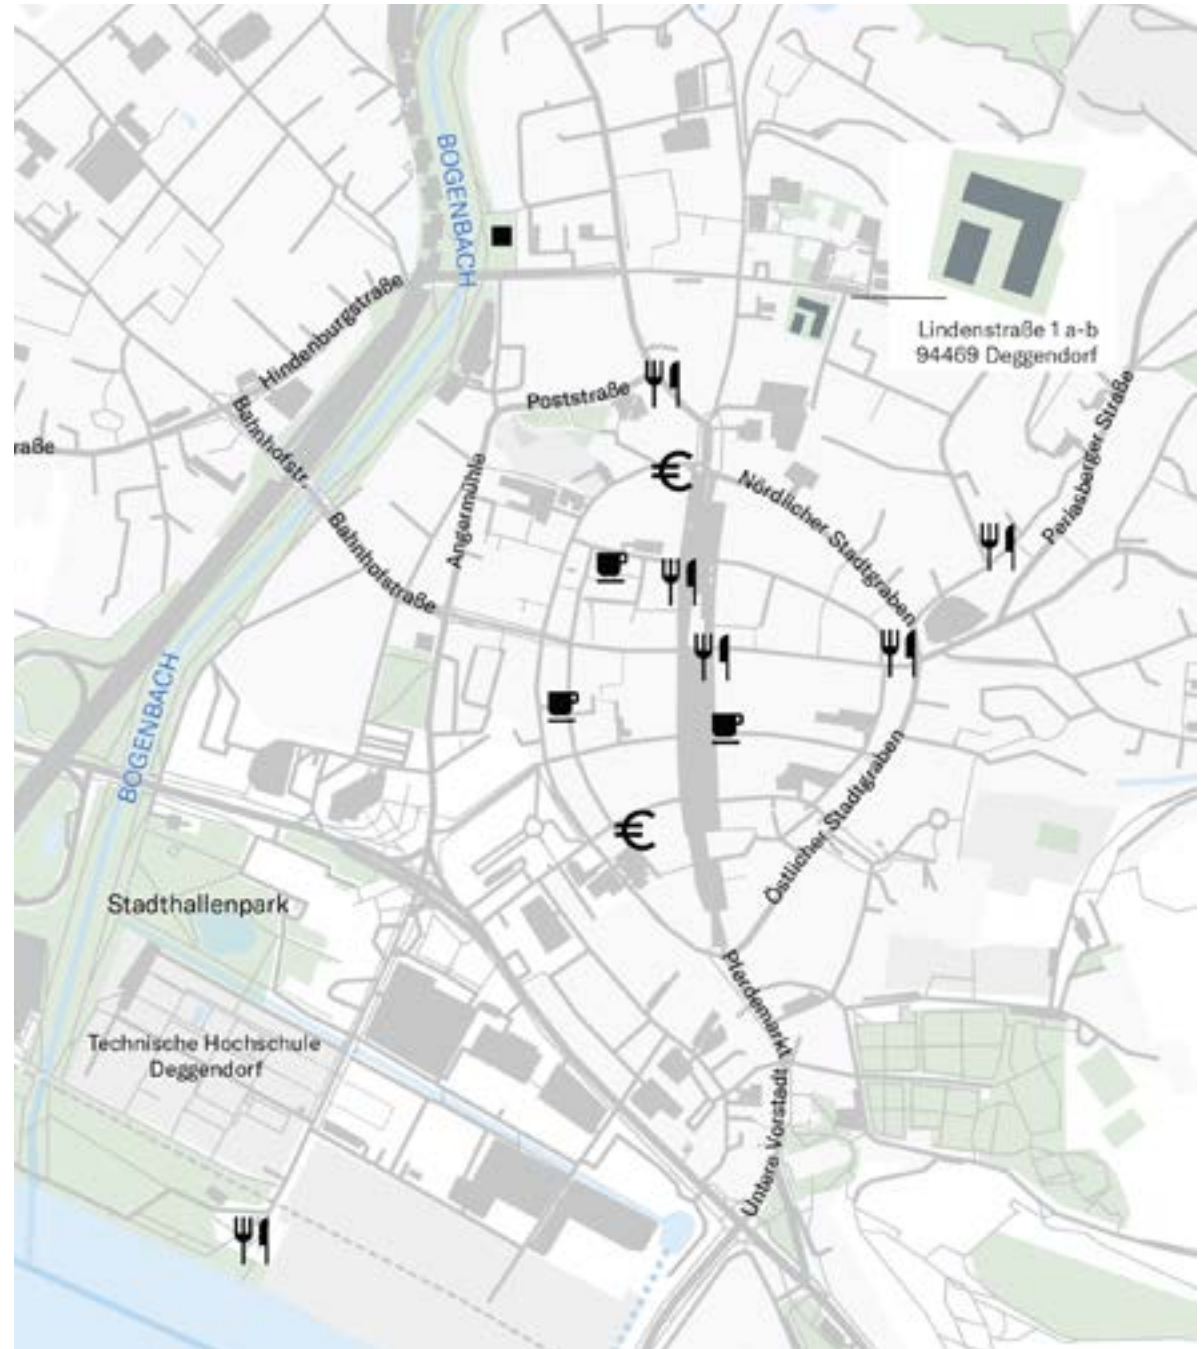 BOGENBACH
Lindenstraße 1 a-b
94469 Deggendorf
Hindenburgstraße
Poststraße
Bahnhofstr.
raße
Perlasberger Straße
Angermühle
€
Nördlicher Stadtgraben
Bahnhofstraße
BOGENBACH
Östlicher Stadtgraben
€
Stadthallenpark
Pferdemarkt
Technische Hochschule
Deggendorf
Untere Vorstadt